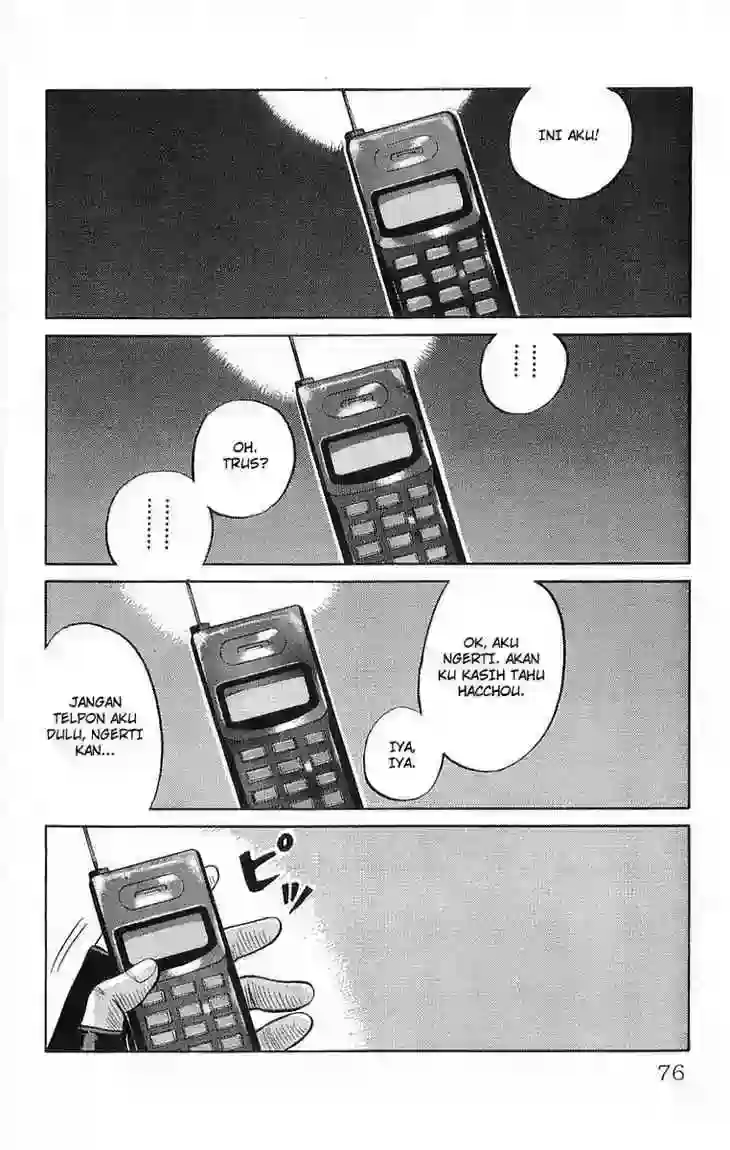 INI AKU!
⋮⋮
OH,
TRUS?
⋮⋮
OK, AKU
NGERTI. AKAN
KU KASIH TAHU
HACCHOU.
IYA,
IYA.
JANGAN
TELPON AKU
DULU, NGERTI
KAN...
ピッ
76